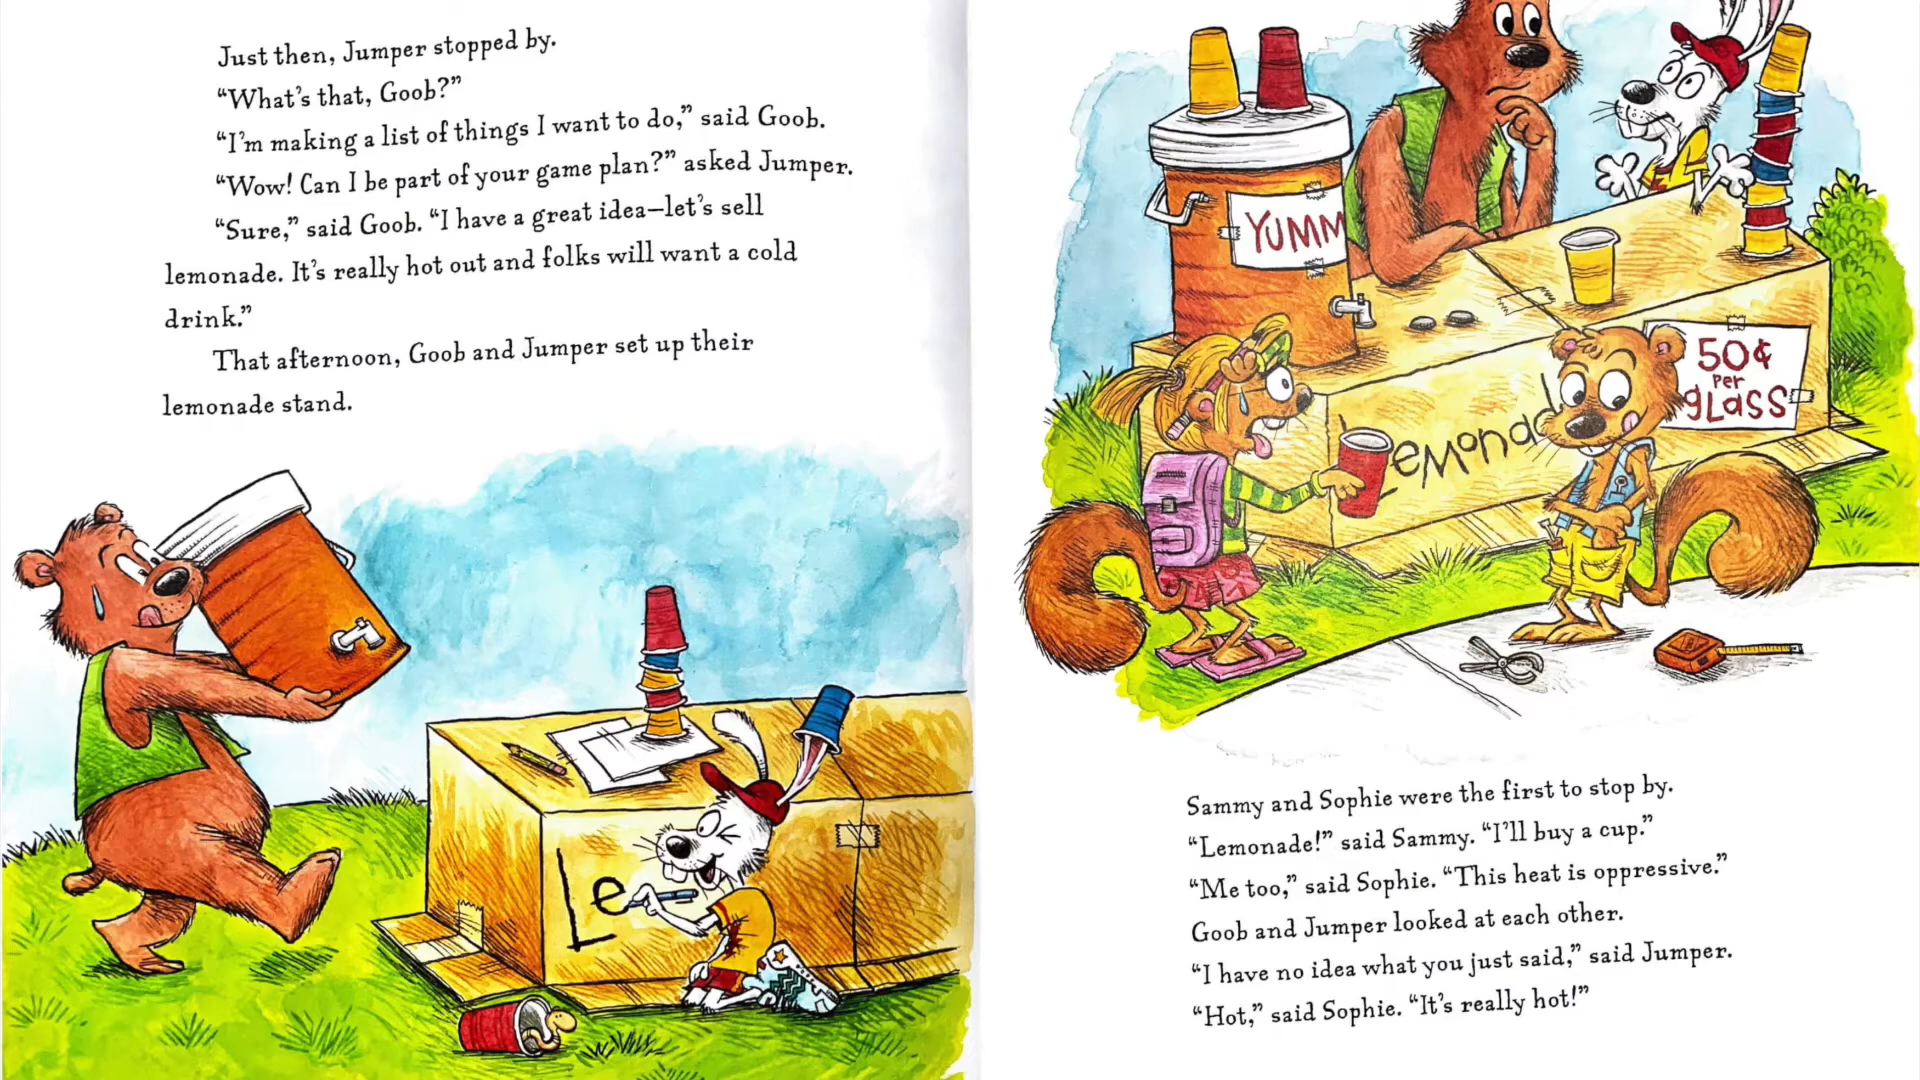 Just then, Jumper stopped by.
“What’s that, Goob?”
“I’m making a list of things I want to do,” said Goob.
“Wow! Can I be part of your game plan?” asked Jumper.
“Sure,” said Goob. “I have a great idea—let’s sell
lemonade. It’s really hot out and folks will want a cold
drink.”
That afternoon, Goob and Jumper set up their
lemonade stand.
Le
YUMM
Lemonad
50¢
PER
gLASS
Sammy and Sophie were the first to stop by.
“Lemonade!” said Sammy. “I’ll buy a cup.”
“Me too,” said Sophie. “This heat is oppressive.”
Goob and Jumper looked at each other.
“I have no idea what you just said,” said Jumper.
“Hot,” said Sophie. “It’s really hot!”